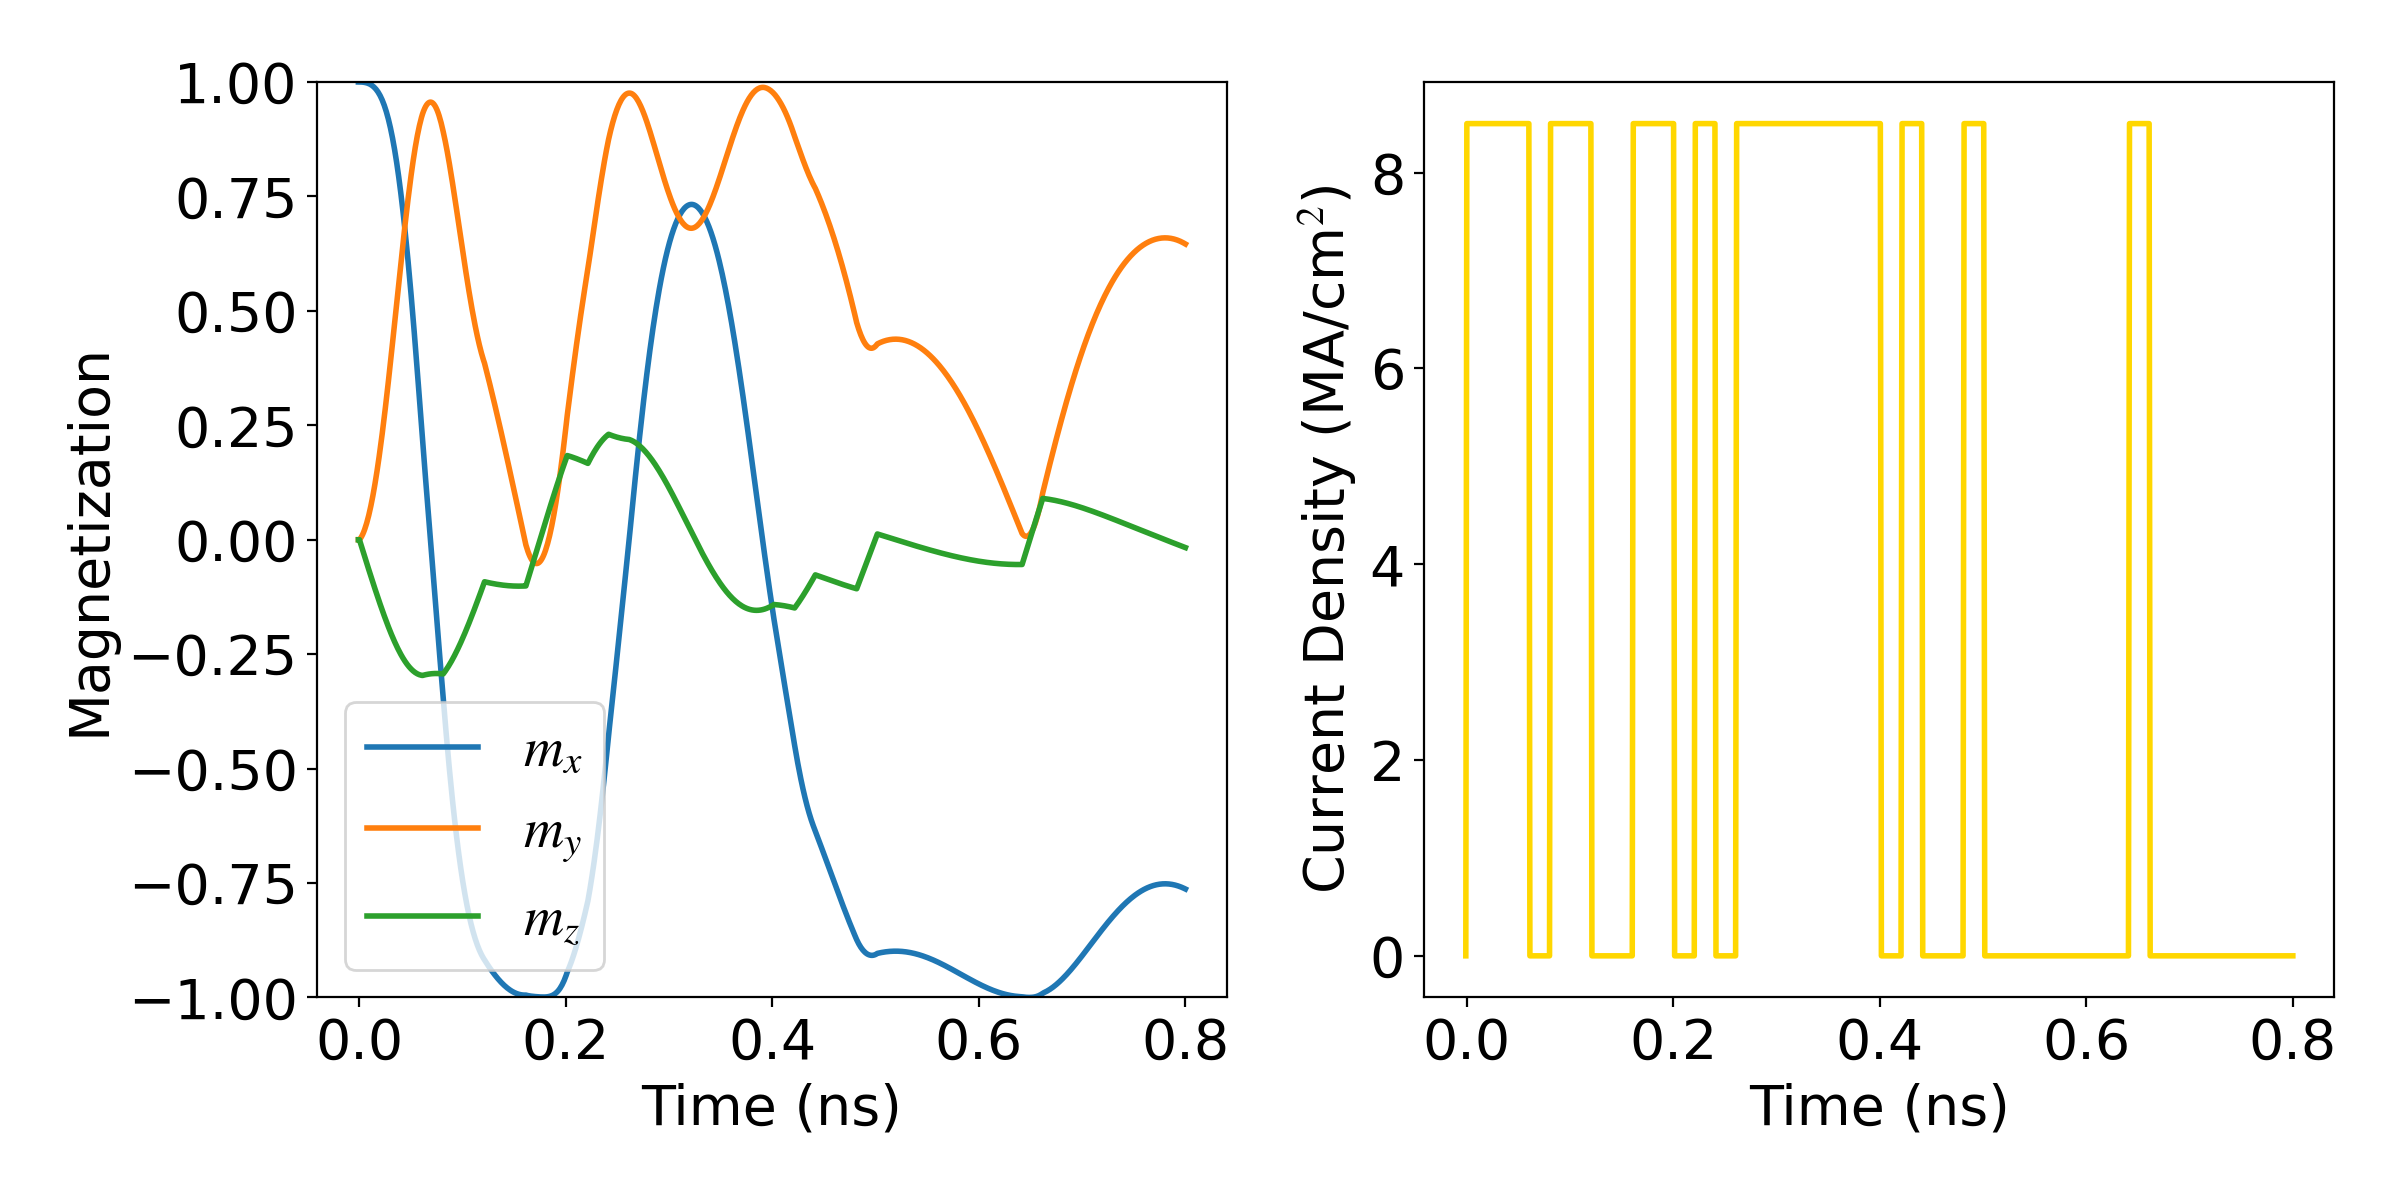 Magnetization
1.00
0.75
0.50
0.25
0.00
−0.25
−0.50
−0.75
−1.00
m_x
m_y
m_z
0.0 0.2 0.4 0.6 0.8
Time (ns)
Current Density (MA/cm²)
8
6
4
2
0
0.0 0.2 0.4 0.6 0.8
Time (ns)